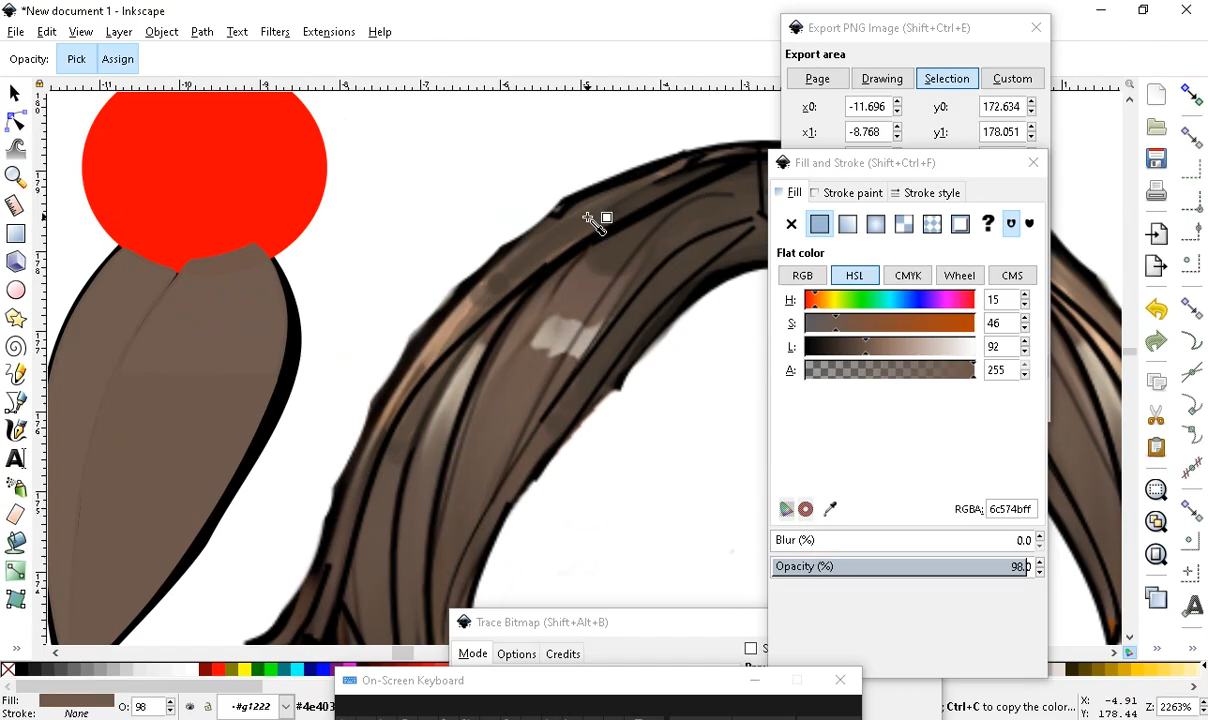 *New document 1 - Inkscape
File Edit View Layer Object Path Text Filters Extensions Help
Opacity: Pick Assign
Export PNG Image (Shift+Ctrl+E)
Export area
Page Drawing Selection Custom
x0: -11.696 y0: 172.634
x1: -8.768 y1: 178.051
Fill and Stroke (Shift+Ctrl+F)
Fill Stroke paint Stroke style
Flat color
RGB HSL CMYK Wheel CMS
H: 15
S: 46
L: 92
A: 255
RGBA: 6c574bff
Blur (%) 0.0
Opacity (%) 98.0
Trace Bitmap (Shift+Alt+B)
Mode Options Credits
On-Screen Keyboard
Fill:
Stroke: None
O: 98
#g1222
#4e403
; Ctrl+C to copy the color...
X: -4.91
Y: 178.44
Z: 2263%